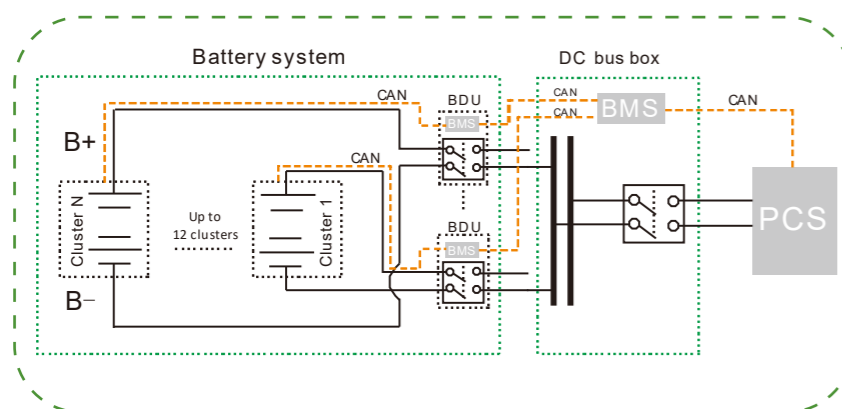 Battery system
DC bus box
CAN
BDU
CAN
BMS
CAN
BMS
CAN
B+
CAN
Cluster N
Up to
12 clusters
Cluster 1
BDU
BMS
PCS
B−